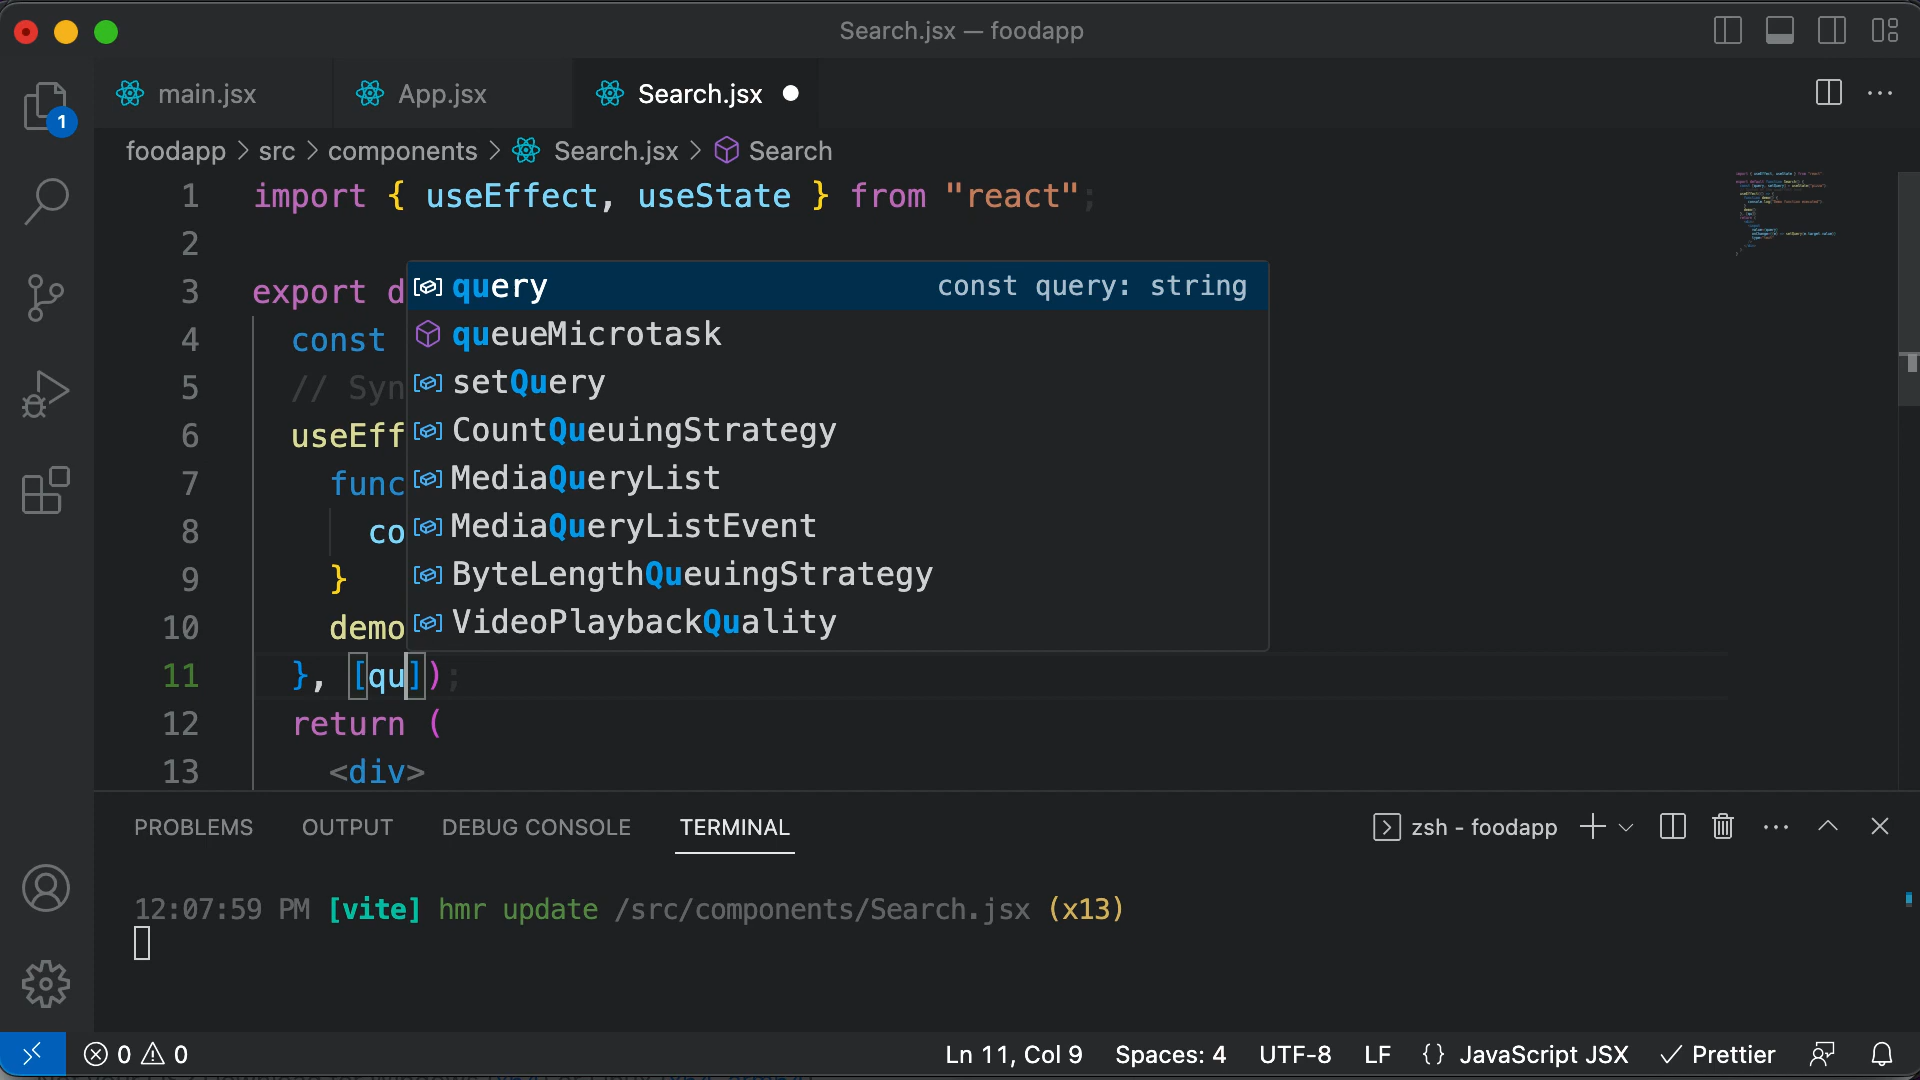 Search.jsx — foodapp
main.jsx
App.jsx
Search.jsx
1
foodapp > src > components > Search.jsx > Search
1 import { useEffect, useState } from "react";
2
3 export d
4 const
5 // Syn
6 useEff
7 func
8 co
9 }
10 demo
11 }, [qu]);
12 return (
13 <div>
query const query: string
queueMicrotask
setQuery
CountQueuingStrategy
MediaQueryList
MediaQueryListEvent
ByteLengthQueuingStrategy
VideoPlaybackQuality
PROBLEMS OUTPUT DEBUG CONSOLE TERMINAL
zsh - foodapp
12:07:59 PM [vite] hmr update /src/components/Search.jsx (x13)
0 0
Ln 11, Col 9 Spaces: 4 UTF-8 LF {} JavaScript JSX Prettier